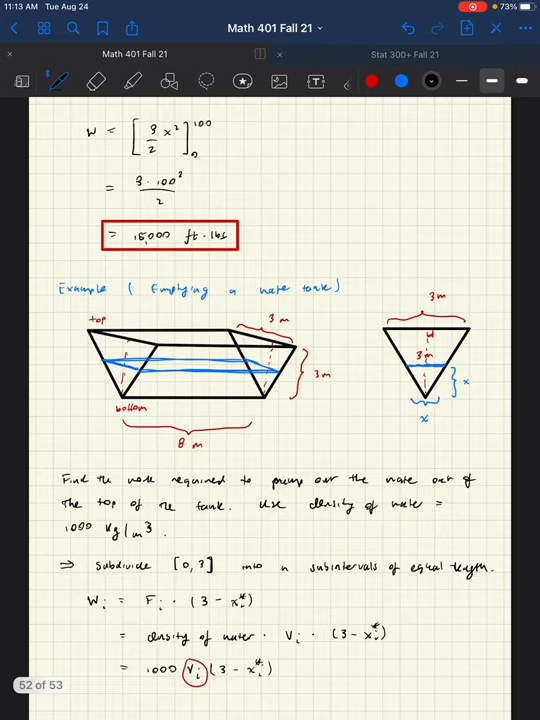 11:13 AM Tue Aug 24
73%
Math 401 Fall 21
Math 401 Fall 21
Stat 300+ Fall 21
W = [ 3/2 x² ]₀¹⁰⁰
= 3 · 100² / 2
= 15,000 ft · lbs
Example ( Emptying a water tank )
top
3 m
3 m
bottom
8 m
3 m
3 m
x
x
Find the work required to pump out the water out of
the top of the tank. Use density of water =
1000 kg/m³.
⇒ Subdivide [0, 3] into n subintervals of equal length.
Wᵢ = Fᵢ · (3 − xᵢ*)
= density of water · Vᵢ · (3 − xᵢ*)
= 1000 Vᵢ (3 − xᵢ*)
52 of 53